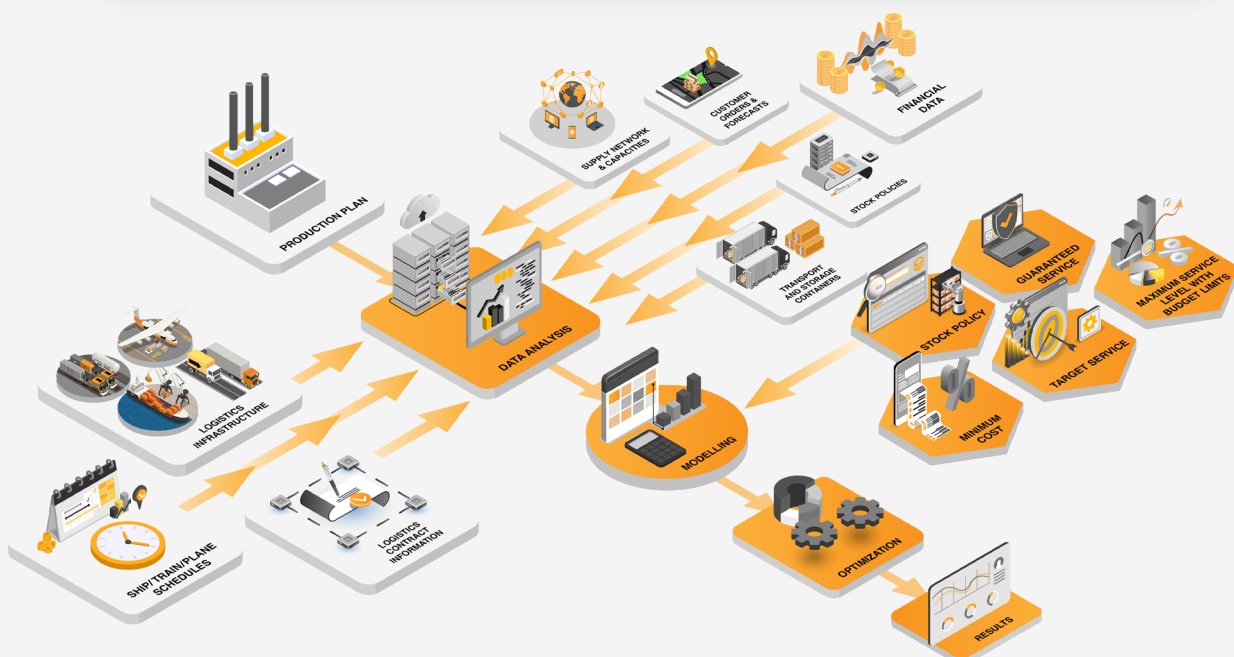 SUPPLY NETWORK
& CAPACITIES
CUSTOMER
ORDERS &
FORECASTS
FINANCIAL
DATA
PRODUCTION PLAN
STOCK POLICIES
TRANSPORT
AND STORAGE
CONTAINERS
DATA ANALYSIS
GUARANTEED
SERVICE
MAXIMUM SERVICE
LEVEL WITH
BUDGET LIMITS
STOCK POLICY
TARGET SERVICE
MINIMUM
COST
LOGISTICS
INFRASTRUCTURE
MODELLING
SHIP/TRAIN/PLANE
SCHEDULES
LOGISTICS
CONTRACT
INFORMATION
OPTIMIZATION
RESULTS